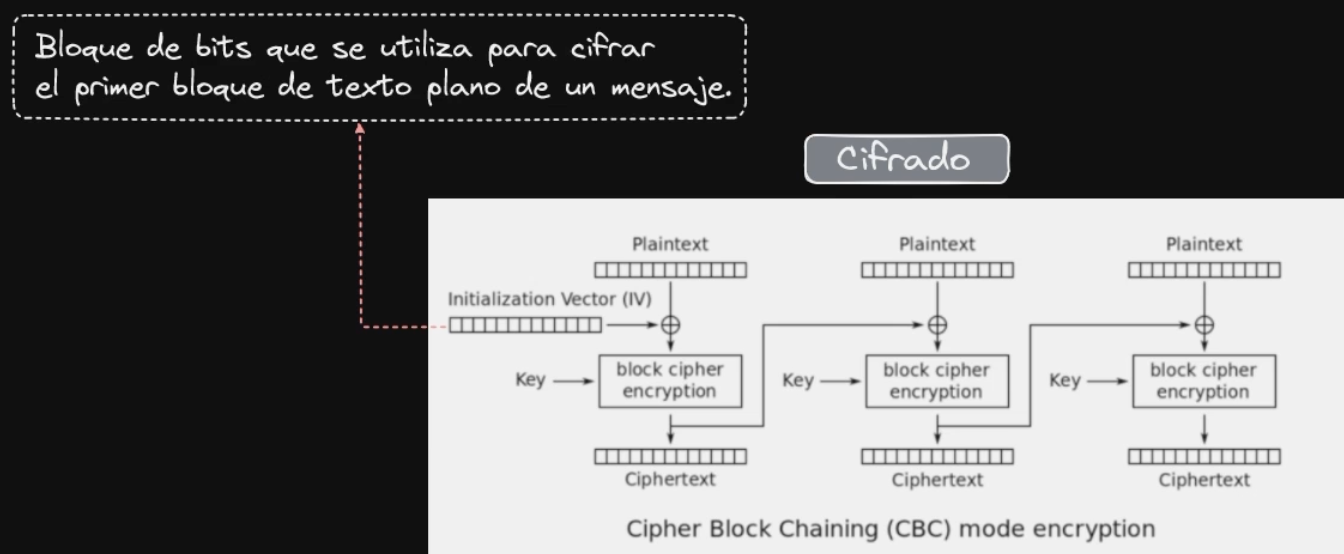 Bloque de bits que se utiliza para cifrar
el primer bloque de texto plano de un mensaje.
Cifrado
Plaintext
Plaintext
Plaintext
Initialization Vector (IV)
Key
block cipher
encryption
Key
block cipher
encryption
Key
block cipher
encryption
Ciphertext
Ciphertext
Ciphertext
Cipher Block Chaining (CBC) mode encryption